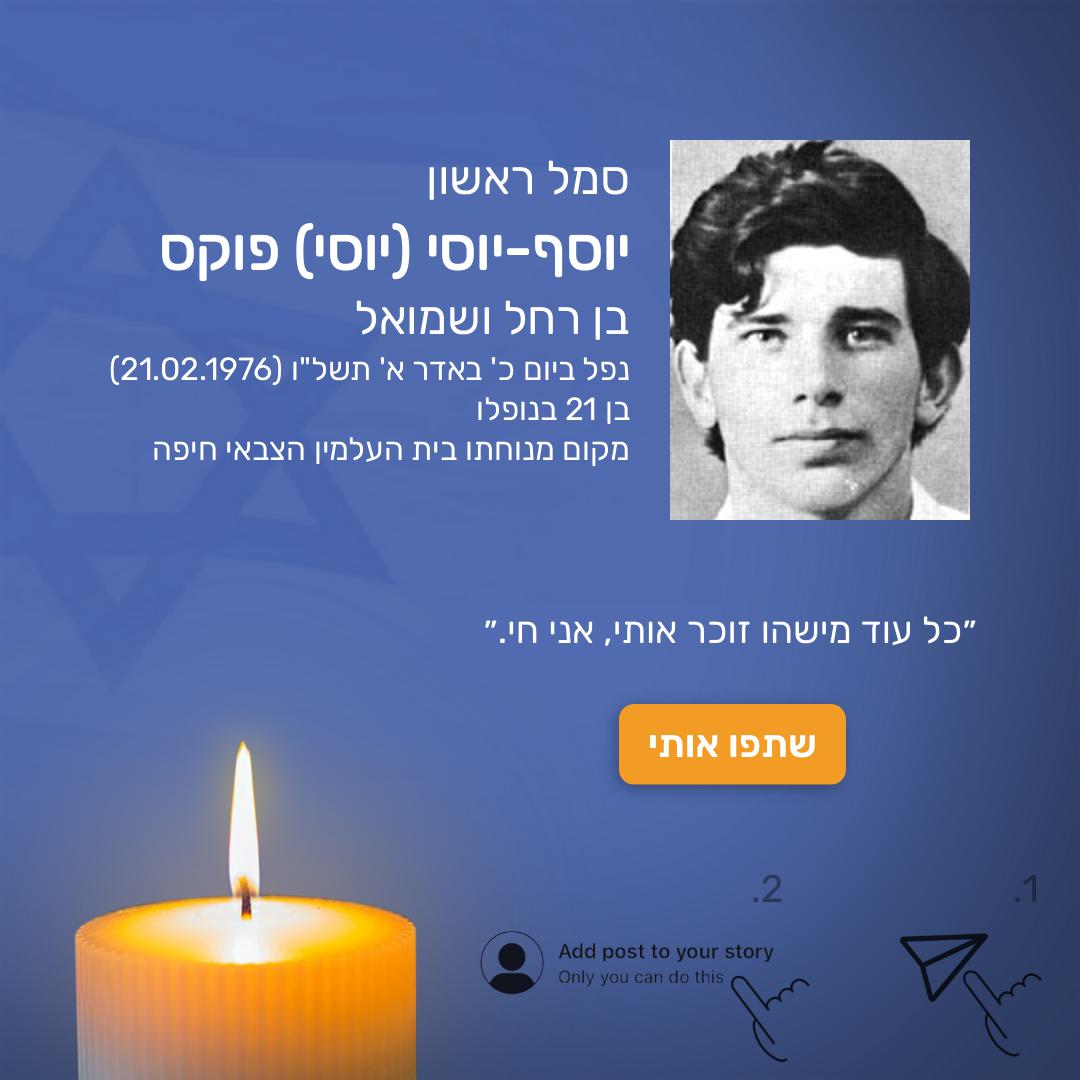 סמל ראשון
יוסף-יוסי (יוסי) פוקס
בן רחל ושמואל
נפל ביום כ' באדר א' תשל"ו (21.02.1976)
בן 21 בנופלו
מקום מנוחתו בית העלמין הצבאי חיפה
״כל עוד מישהו זוכר אותי, אני חי.״
שתפו אותי
1.
2.
Add post to your story
Only you can do this